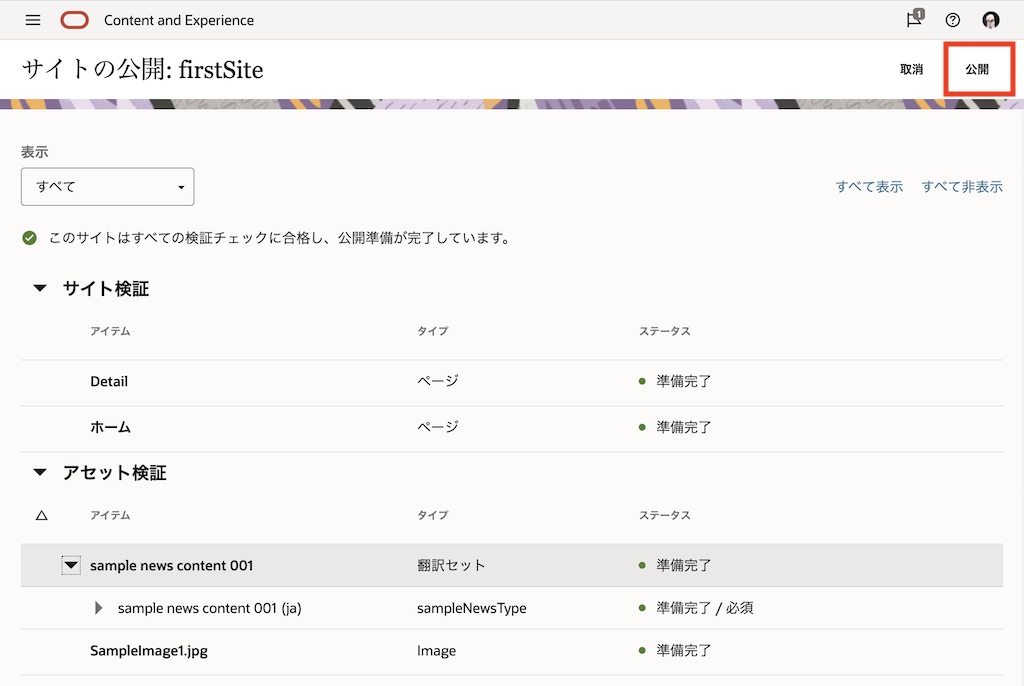 Content and Experience
1
サイトの公開: firstSite
取消
公開
表示
すべて
すべて表示 すべて非表示
このサイトはすべての検証チェックに合格し、公開準備が完了しています。
サイト検証
アイテム タイプ ステータス
Detail ページ 準備完了
ホーム ページ 準備完了
アセット検証
アイテム タイプ ステータス
sample news content 001 翻訳セット 準備完了
sample news content 001 (ja) sampleNewsType 準備完了 / 必須
SampleImage1.jpg Image 準備完了